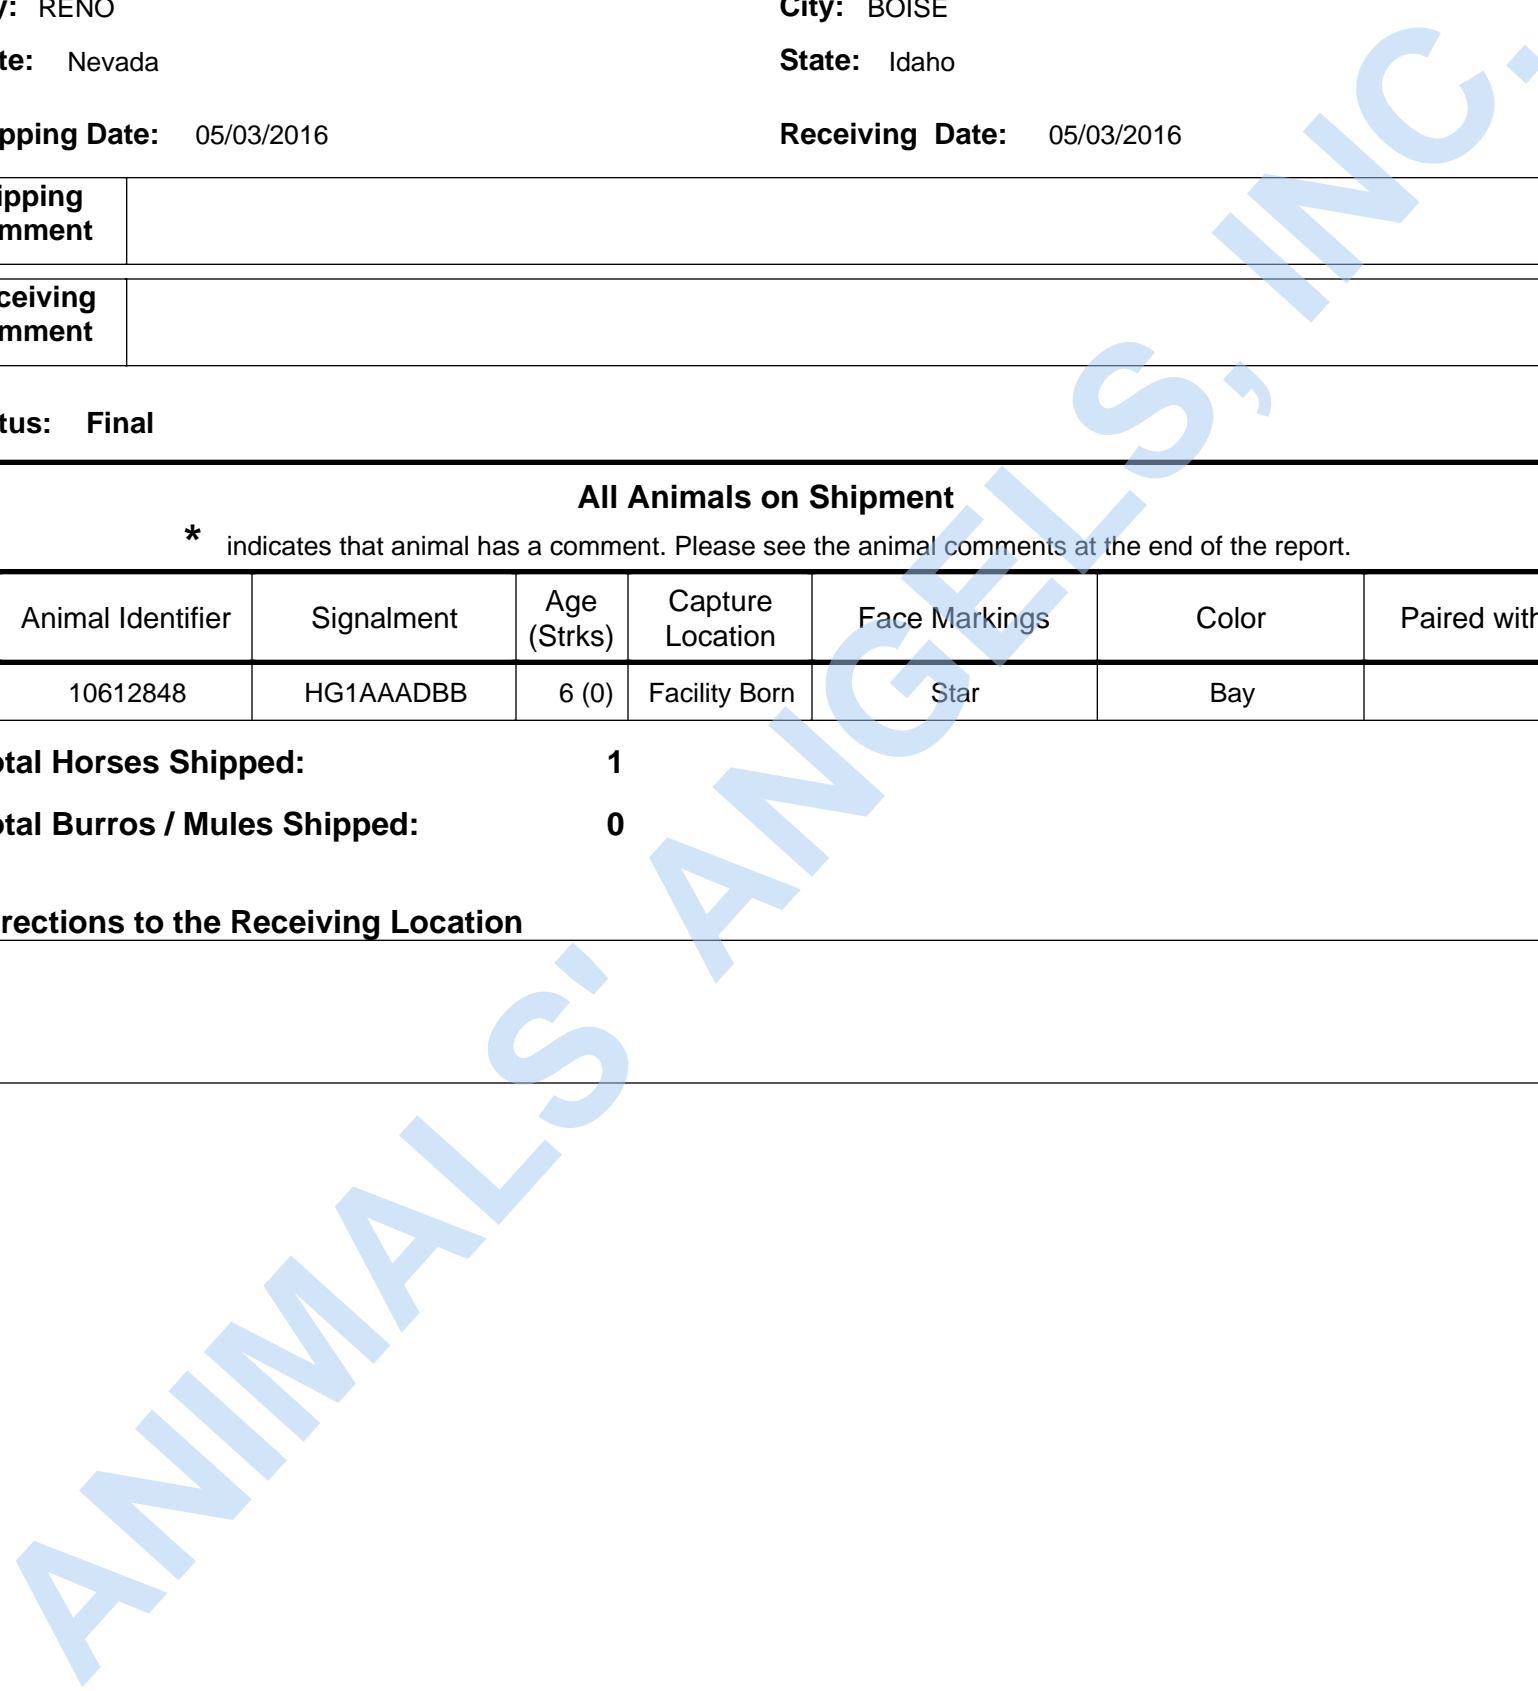 y: RENO City: BOISE
te: Nevada State: Idaho
pping Date: 05/03/2016 Receiving Date: 05/03/2016
ipping
mment
ceiving
mment
tus: Final
All Animals on Shipment
* indicates that animal has a comment. Please see the animal comments at the end of the report.
Animal Identifier Signalment Age (Strks) Capture Location Face Markings Color Paired with
10612848 HG1AAADBB 6 (0) Facility Born Star Bay
otal Horses Shipped: 1
otal Burros / Mules Shipped: 0
rections to the Receiving Location
ANIMALS' ANGELS, INC.